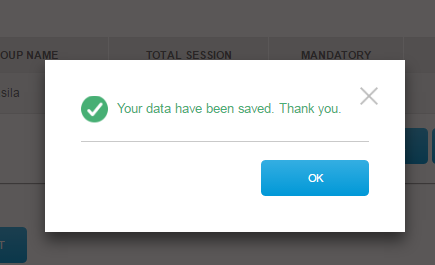 OUP NAME TOTAL SESSION MANDATORY
sila
Your data have been saved. Thank you.
OK
T